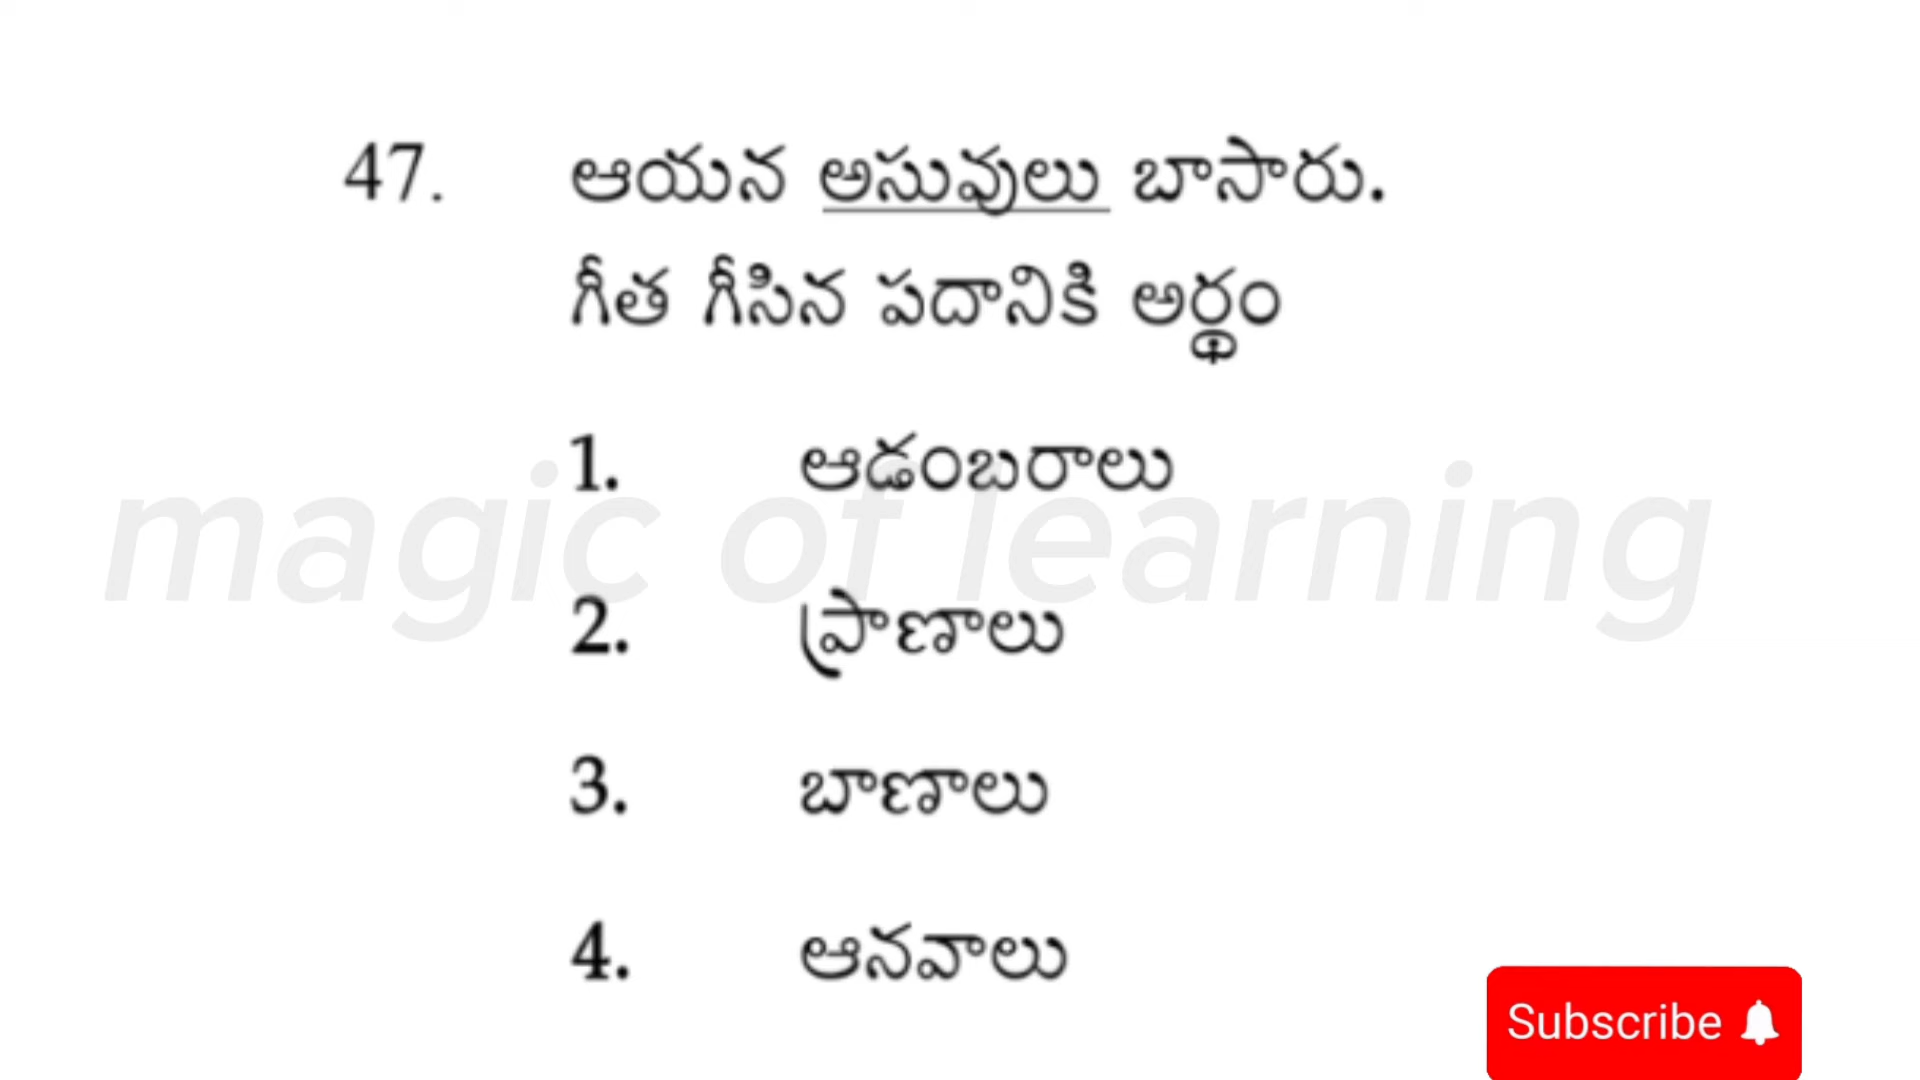 47. ఆయన అసువులు బాసారు.
గీత గీసిన పదానికి అర్థం
1. ఆడంబరాలు
magic of learning
2. ప్రాణాలు
3. బాణాలు
4. ఆనవాలు
Subscribe